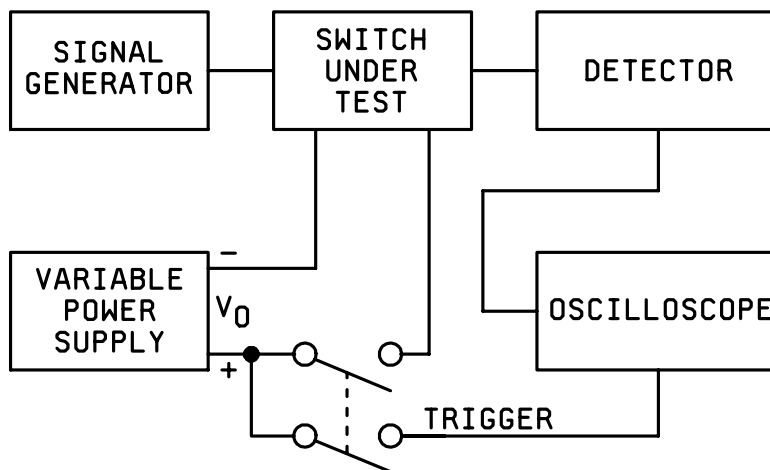 SIGNAL
GENERATOR
SWITCH
UNDER
TEST
DETECTOR
VARIABLE
POWER
SUPPLY
−
V0
+
OSCILLOSCOPE
TRIGGER